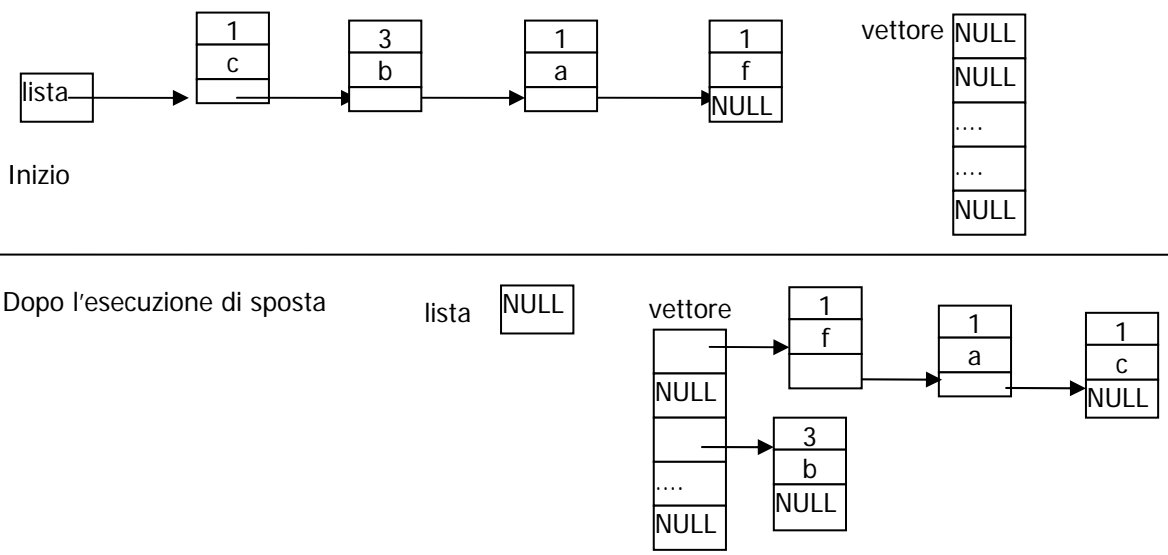 1
c
3
b
1
a
1
f
NULL
lista
vettore
NULL
NULL
....
....
NULL
Inizio
Dopo l'esecuzione di sposta
lista
NULL
vettore
NULL
....
NULL
1
f
1
a
1
c
NULL
3
b
NULL